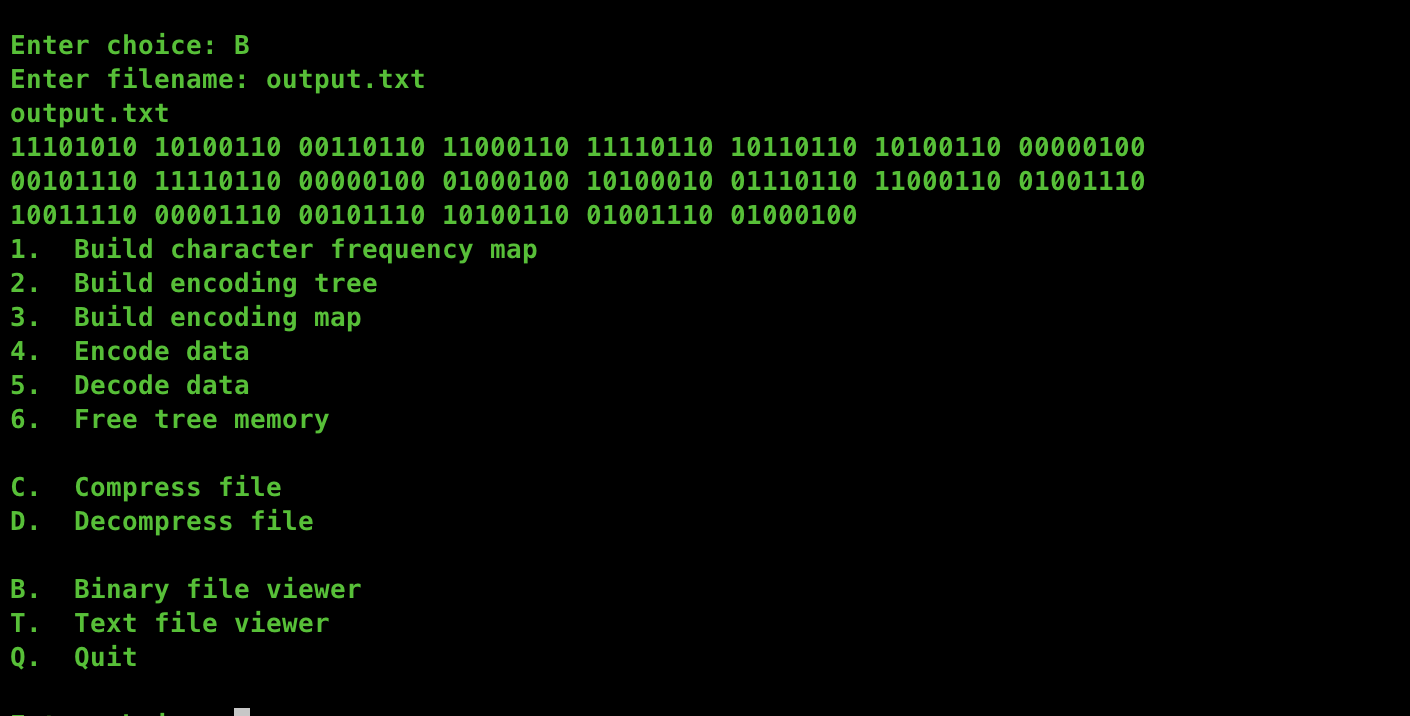 Enter choice: B
Enter filename: output.txt
output.txt
11101010 10100110 00110110 11000110 11110110 10110110 10100110 00000100
00101110 11110110 00000100 01000100 10100010 01110110 11000110 01001110
10011110 00001110 00101110 10100110 01001110 01000100
1.  Build character frequency map
2.  Build encoding tree
3.  Build encoding map
4.  Encode data
5.  Decode data
6.  Free tree memory
C.  Compress file
D.  Decompress file
B.  Binary file viewer
T.  Text file viewer
Q.  Quit